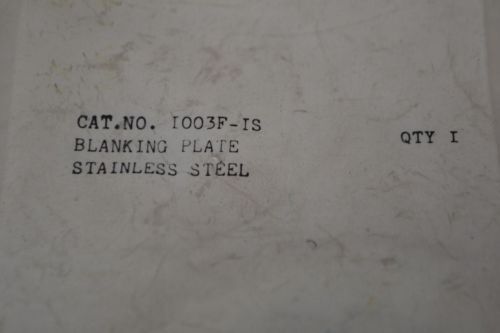 CAT.NO. I003F-IS
BLANKING PLATE QTY I
STAINLESS STEEL